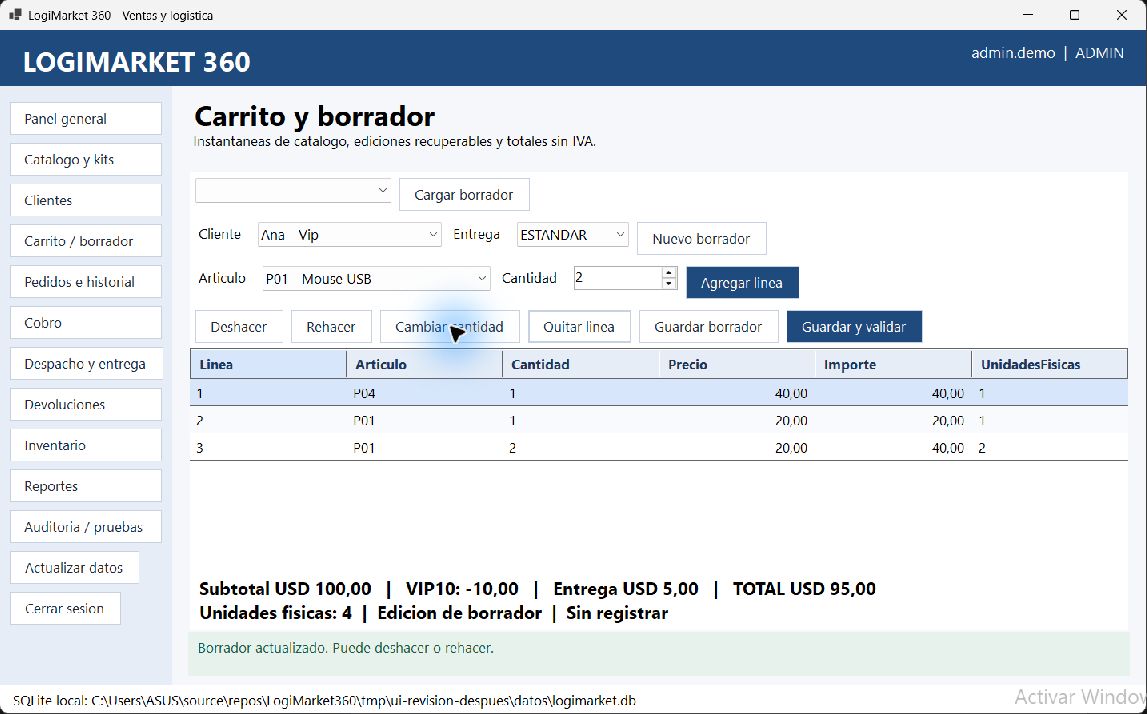 LogiMarket 360   Ventas y logistica
LOGIMARKET 360
admin.demo | ADMIN
Panel general
Catalogo y kits
Clientes
Carrito / borrador
Pedidos e historial
Cobro
Despacho y entrega
Devoluciones
Inventario
Reportes
Auditoria / pruebas
Actualizar datos
Cerrar sesion
Carrito y borrador
Instantaneas de catalogo, ediciones recuperables y totales sin IVA.
Cargar borrador
Cliente Ana   Vip Entrega ESTANDAR Nuevo borrador
Articulo P01   Mouse USB Cantidad 2 Agregar linea
Deshacer Rehacer Cambiar cantidad Quitar linea Guardar borrador Guardar y validar
Linea Articulo Cantidad Precio Importe UnidadesFisicas
1 P04 1 40,00 40,00 1
2 P01 1 20,00 20,00 1
3 P01 2 20,00 40,00 2
Subtotal USD 100,00 | VIP10: -10,00 | Entrega USD 5,00 | TOTAL USD 95,00
Unidades fisicas: 4 | Edicion de borrador | Sin registrar
Borrador actualizado. Puede deshacer o rehacer.
SQLite local: C:\Users\ASUS\source\repos\LogiMarket360\tmp\ui-revision-despues\datos\logimarket.db
Activar Window